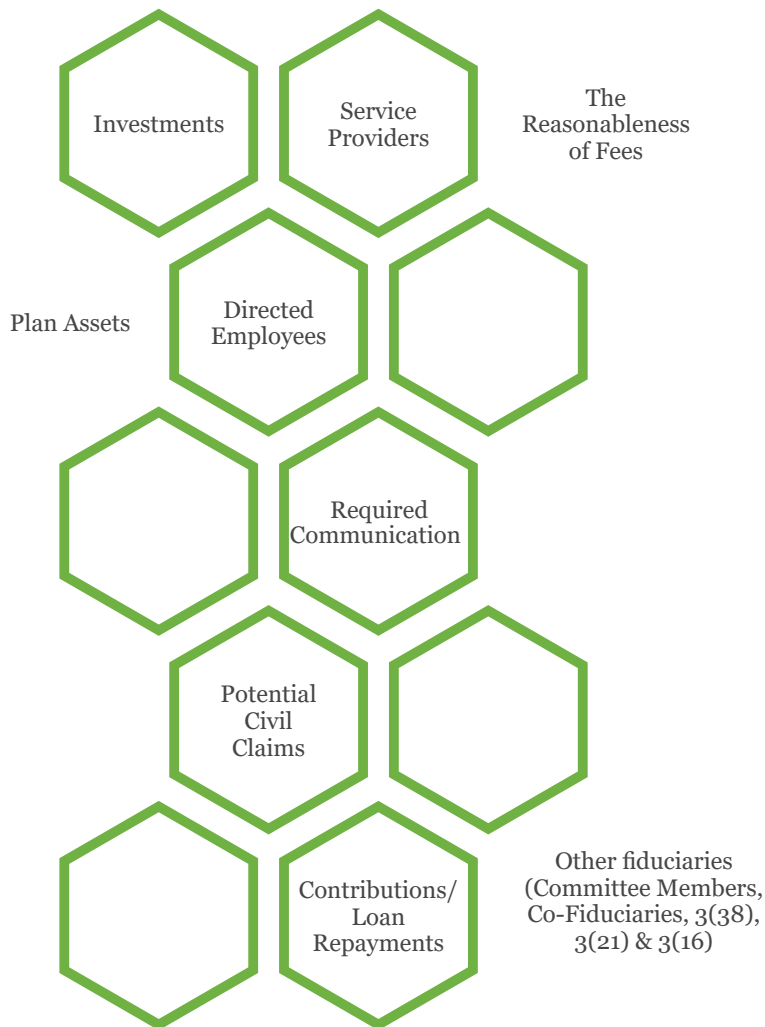 Investments
Service
Providers
The
Reasonableness
of Fees
Plan Assets
Directed
Employees
Required
Communication
Potential
Civil
Claims
Contributions/
Loan
Repayments
Other fiduciaries
(Committee Members,
Co-Fiduciaries, 3(38),
3(21) & 3(16)